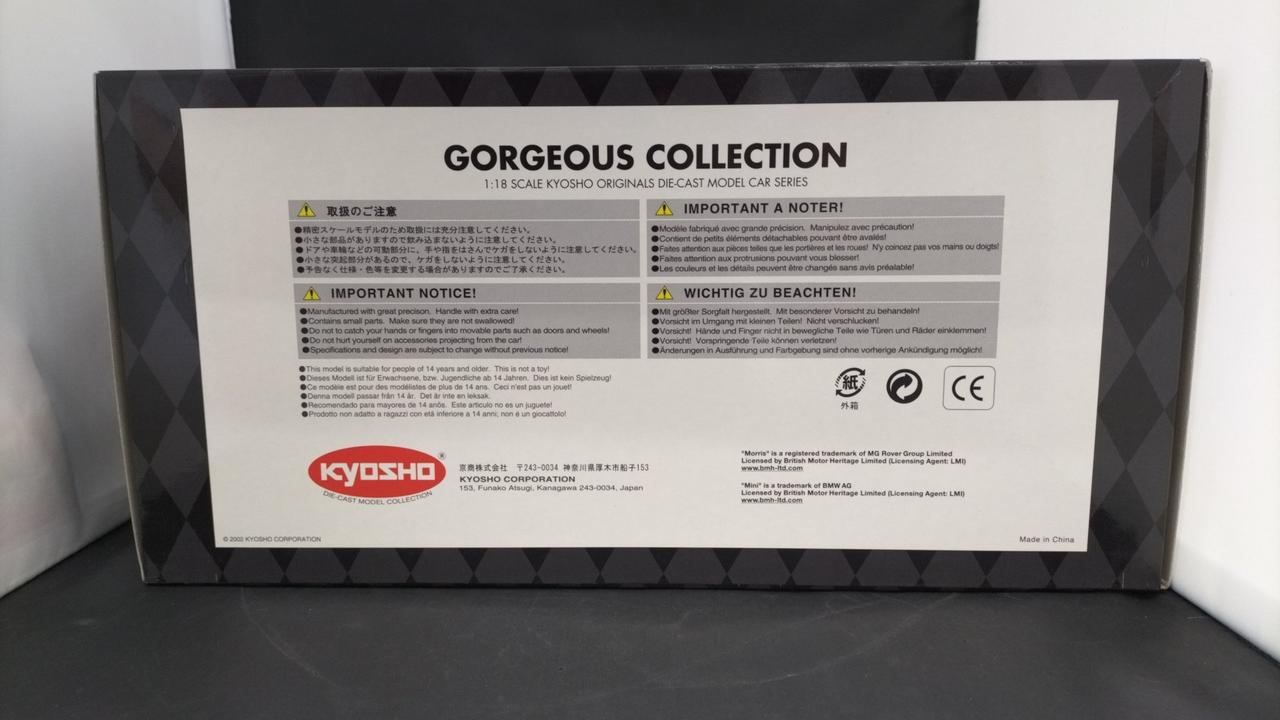 GORGEOUS COLLECTION
1:18 SCALE KYOSHO ORIGINALS DIE-CAST MODEL CAR SERIES
取扱のご注意
●精密スケールモデルのため取扱には充分注意してください。
●小さな部品がありますので飲み込まないように注意してください。
●ドアや車輪などの可動部分に、手や指をはさんでケガをしないように注意してください。
●小さな突起部分があるので、ケガをしないように注意してください。
●予告なく仕様・色等を変更する場合がありますのでご了承ください。
IMPORTANT A NOTER!
●Modèle fabriqué avec grande précision. Manipulez avec précaution!
●Contient de petits éléments détachables pouvant être avalés!
●Faites attention aux pièces telles que les portières et les roues! N'y coincez pas vos mains ou doigts!
●Faites attention aux protrusions pouvant vous blesser!
●Les couleurs et les détails peuvent être changés sans avis préalable!
IMPORTANT NOTICE!
●Manufactured with great precison. Handle with extra care!
●Contains small parts. Make sure they are not swallowed!
●Do not to catch your hands or fingers into movable parts such as doors and wheels!
●Do not hurt yourself on accessories projecting from the car!
●Specifications and design are subject to change without previous notice!
WICHTIG ZU BEACHTEN!
●Mit größter Sorgfalt hergestellt. Mit besonderer Vorsicht zu behandeln!
●Vorsicht im Umgang mit kleinen Teilen! Nicht verschlucken!
●Vorsicht! Hände und Finger nicht in bewegliche Teile wie Türen und Räder einklemmen!
●Vorsicht! Vorspringende Teile können verletzen!
●Änderungen in Ausführung und Farbgebung sind ohne vorherige Ankündigung möglich!
●This model is suitable for people of 14 years and older. This is not a toy!
●Dieses Modell ist für Erwachsene, bzw. Jugendliche ab 14 Jahren. Dies ist kein Spielzeug!
●Ce modèle est pour des modélistes de plus de 14 ans. Ceci n'est pas un jouet!
●Denna modell passar från 14 år. Det är inte en leksak.
●Recomendado para mayores de 14 anõs. Este articulo no es un juguete!
●Prodotto non adatto a ragazzi con etá inferiore a 14 anni; non é un giocattolo!
紙
外箱
CE
KYOSHO®
DIE-CAST MODEL COLLECTION
京商株式会社 〒243-0034 神奈川県厚木市船子153
KYOSHO CORPORATION
153, Funako Atsugi, Kanagawa 243-0034, Japan
"Morris" is a registered trademark of MG Rover Group Limited
Licensed by British Motor Heritage Limited (Licensing Agent: LMI)
www.bmh-ltd.com
"Mini" is a trademark of BMW AG
Licensed by British Motor Heritage Limited (Licensing Agent: LMI)
www.bmh-ltd.com
© 2002 KYOSHO CORPORATION
Made in China